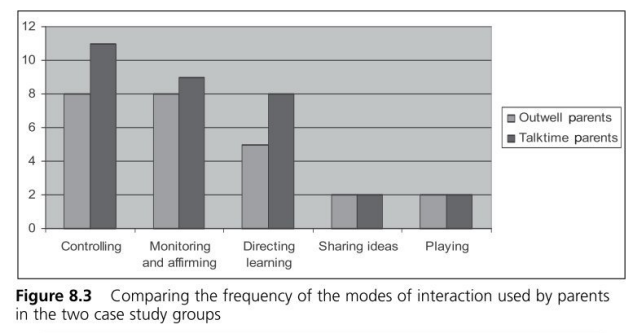 12
10
8
6
4
2
0
Controlling
Monitoring
and affirming
Directing
learning
Sharing ideas
Playing
Outwell parents
Talktime parents
Figure 8.3 Comparing the frequency of the modes of interaction used by parents
in the two case study groups